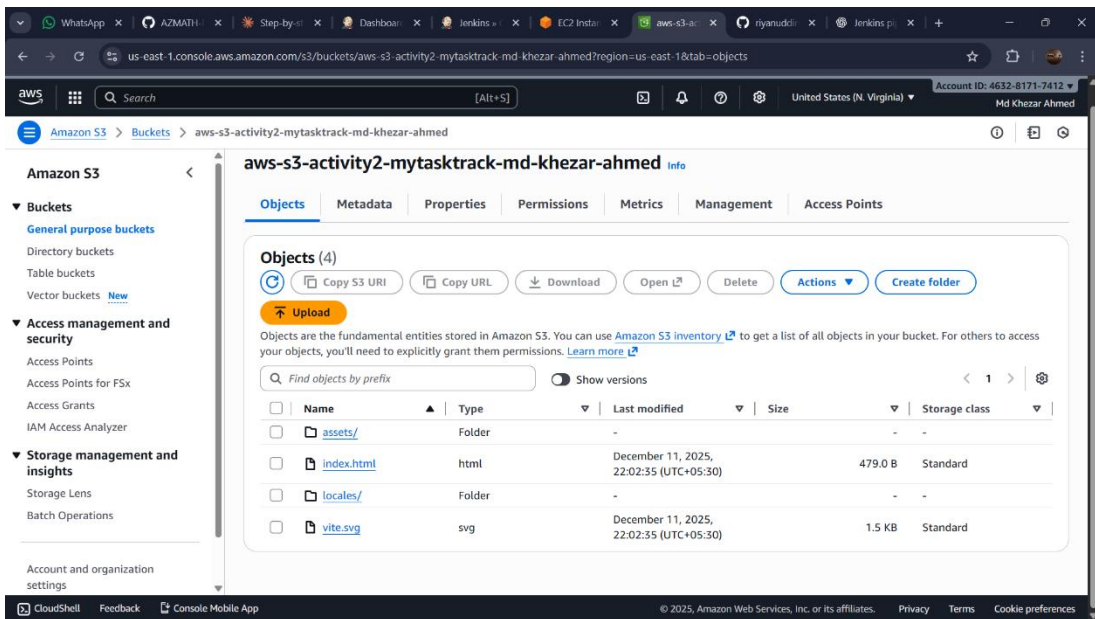 WhatsApp
AZMATH-
Step-by-st
Dashboar
Jenkins »
EC2 Instan
aws-s3-ac
riyanuddi
Jenkins pi
us-east-1.console.aws.amazon.com/s3/buckets/aws-s3-activity2-mytasktrack-md-khezar-ahmed?region=us-east-1&tab=objects
aws
Search [Alt+S]
United States (N. Virginia)
Account ID: 4632-8171-7412
Md Khezar Ahmed
Amazon S3 > Buckets > aws-s3-activity2-mytasktrack-md-khezar-ahmed
Amazon S3
Buckets
General purpose buckets
Directory buckets
Table buckets
Vector buckets New
Access management and
security
Access Points
Access Points for FSx
Access Grants
IAM Access Analyzer
Storage management and
insights
Storage Lens
Batch Operations
Account and organization
settings
aws-s3-activity2-mytasktrack-md-khezar-ahmed Info
Objects Metadata Properties Permissions Metrics Management Access Points
Objects (4)
Copy S3 URI Copy URL Download Open Delete Actions Create folder
Upload
Objects are the fundamental entities stored in Amazon S3. You can use Amazon S3 inventory to get a list of all objects in your bucket. For others to access
your objects, you'll need to explicitly grant them permissions. Learn more
Find objects by prefix Show versions 1
Name Type Last modified Size Storage class
assets/ Folder - - -
index.html html December 11, 2025, 22:02:35 (UTC+05:30) 479.0 B Standard
locales/ Folder - - -
vite.svg svg December 11, 2025, 22:02:35 (UTC+05:30) 1.5 KB Standard
CloudShell Feedback Console Mobile App © 2025, Amazon Web Services, Inc. or its affiliates. Privacy Terms Cookie preferences